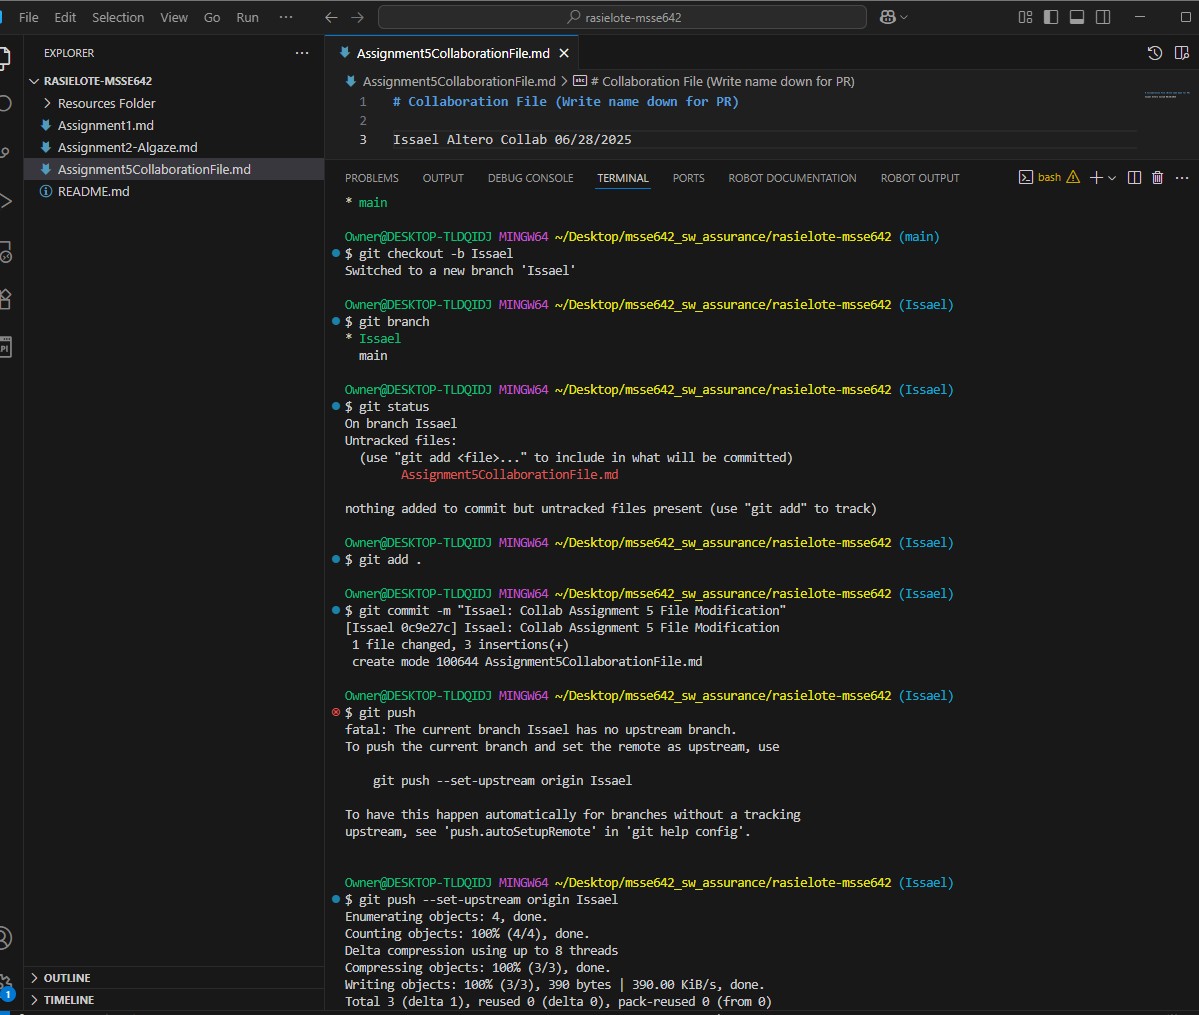 File Edit Selection View Go Run ··· rasielote-msse642
EXPLORER ···
RASIELOTE-MSSE642
Resources Folder
Assignment1.md
Assignment2-Algaze.md
Assignment5CollaborationFile.md
README.md
OUTLINE
TIMELINE
1
Assignment5CollaborationFile.md
Assignment5CollaborationFile.md > # Collaboration File (Write name down for PR)
1 # Collaboration File (Write name down for PR)
2
3 Issael Altero Collab 06/28/2025
PROBLEMS OUTPUT DEBUG CONSOLE TERMINAL PORTS ROBOT DOCUMENTATION ROBOT OUTPUT bash ···
* main
Owner@DESKTOP-TLDQIDJ MINGW64 ~/Desktop/msse642_sw_assurance/rasielote-msse642 (main)
$ git checkout -b Issael
Switched to a new branch 'Issael'
Owner@DESKTOP-TLDQIDJ MINGW64 ~/Desktop/msse642_sw_assurance/rasielote-msse642 (Issael)
$ git branch
* Issael
main
Owner@DESKTOP-TLDQIDJ MINGW64 ~/Desktop/msse642_sw_assurance/rasielote-msse642 (Issael)
$ git status
On branch Issael
Untracked files:
(use "git add <file>..." to include in what will be committed)
Assignment5CollaborationFile.md
nothing added to commit but untracked files present (use "git add" to track)
Owner@DESKTOP-TLDQIDJ MINGW64 ~/Desktop/msse642_sw_assurance/rasielote-msse642 (Issael)
$ git add .
Owner@DESKTOP-TLDQIDJ MINGW64 ~/Desktop/msse642_sw_assurance/rasielote-msse642 (Issael)
$ git commit -m "Issael: Collab Assignment 5 File Modification"
[Issael 0c9e27c] Issael: Collab Assignment 5 File Modification
1 file changed, 3 insertions(+)
create mode 100644 Assignment5CollaborationFile.md
Owner@DESKTOP-TLDQIDJ MINGW64 ~/Desktop/msse642_sw_assurance/rasielote-msse642 (Issael)
$ git push
fatal: The current branch Issael has no upstream branch.
To push the current branch and set the remote as upstream, use
git push --set-upstream origin Issael
To have this happen automatically for branches without a tracking
upstream, see 'push.autoSetupRemote' in 'git help config'.
Owner@DESKTOP-TLDQIDJ MINGW64 ~/Desktop/msse642_sw_assurance/rasielote-msse642 (Issael)
$ git push --set-upstream origin Issael
Enumerating objects: 4, done.
Counting objects: 100% (4/4), done.
Delta compression using up to 8 threads
Compressing objects: 100% (3/3), done.
Writing objects: 100% (3/3), 390 bytes | 390.00 KiB/s, done.
Total 3 (delta 1), reused 0 (delta 0), pack-reused 0 (from 0)